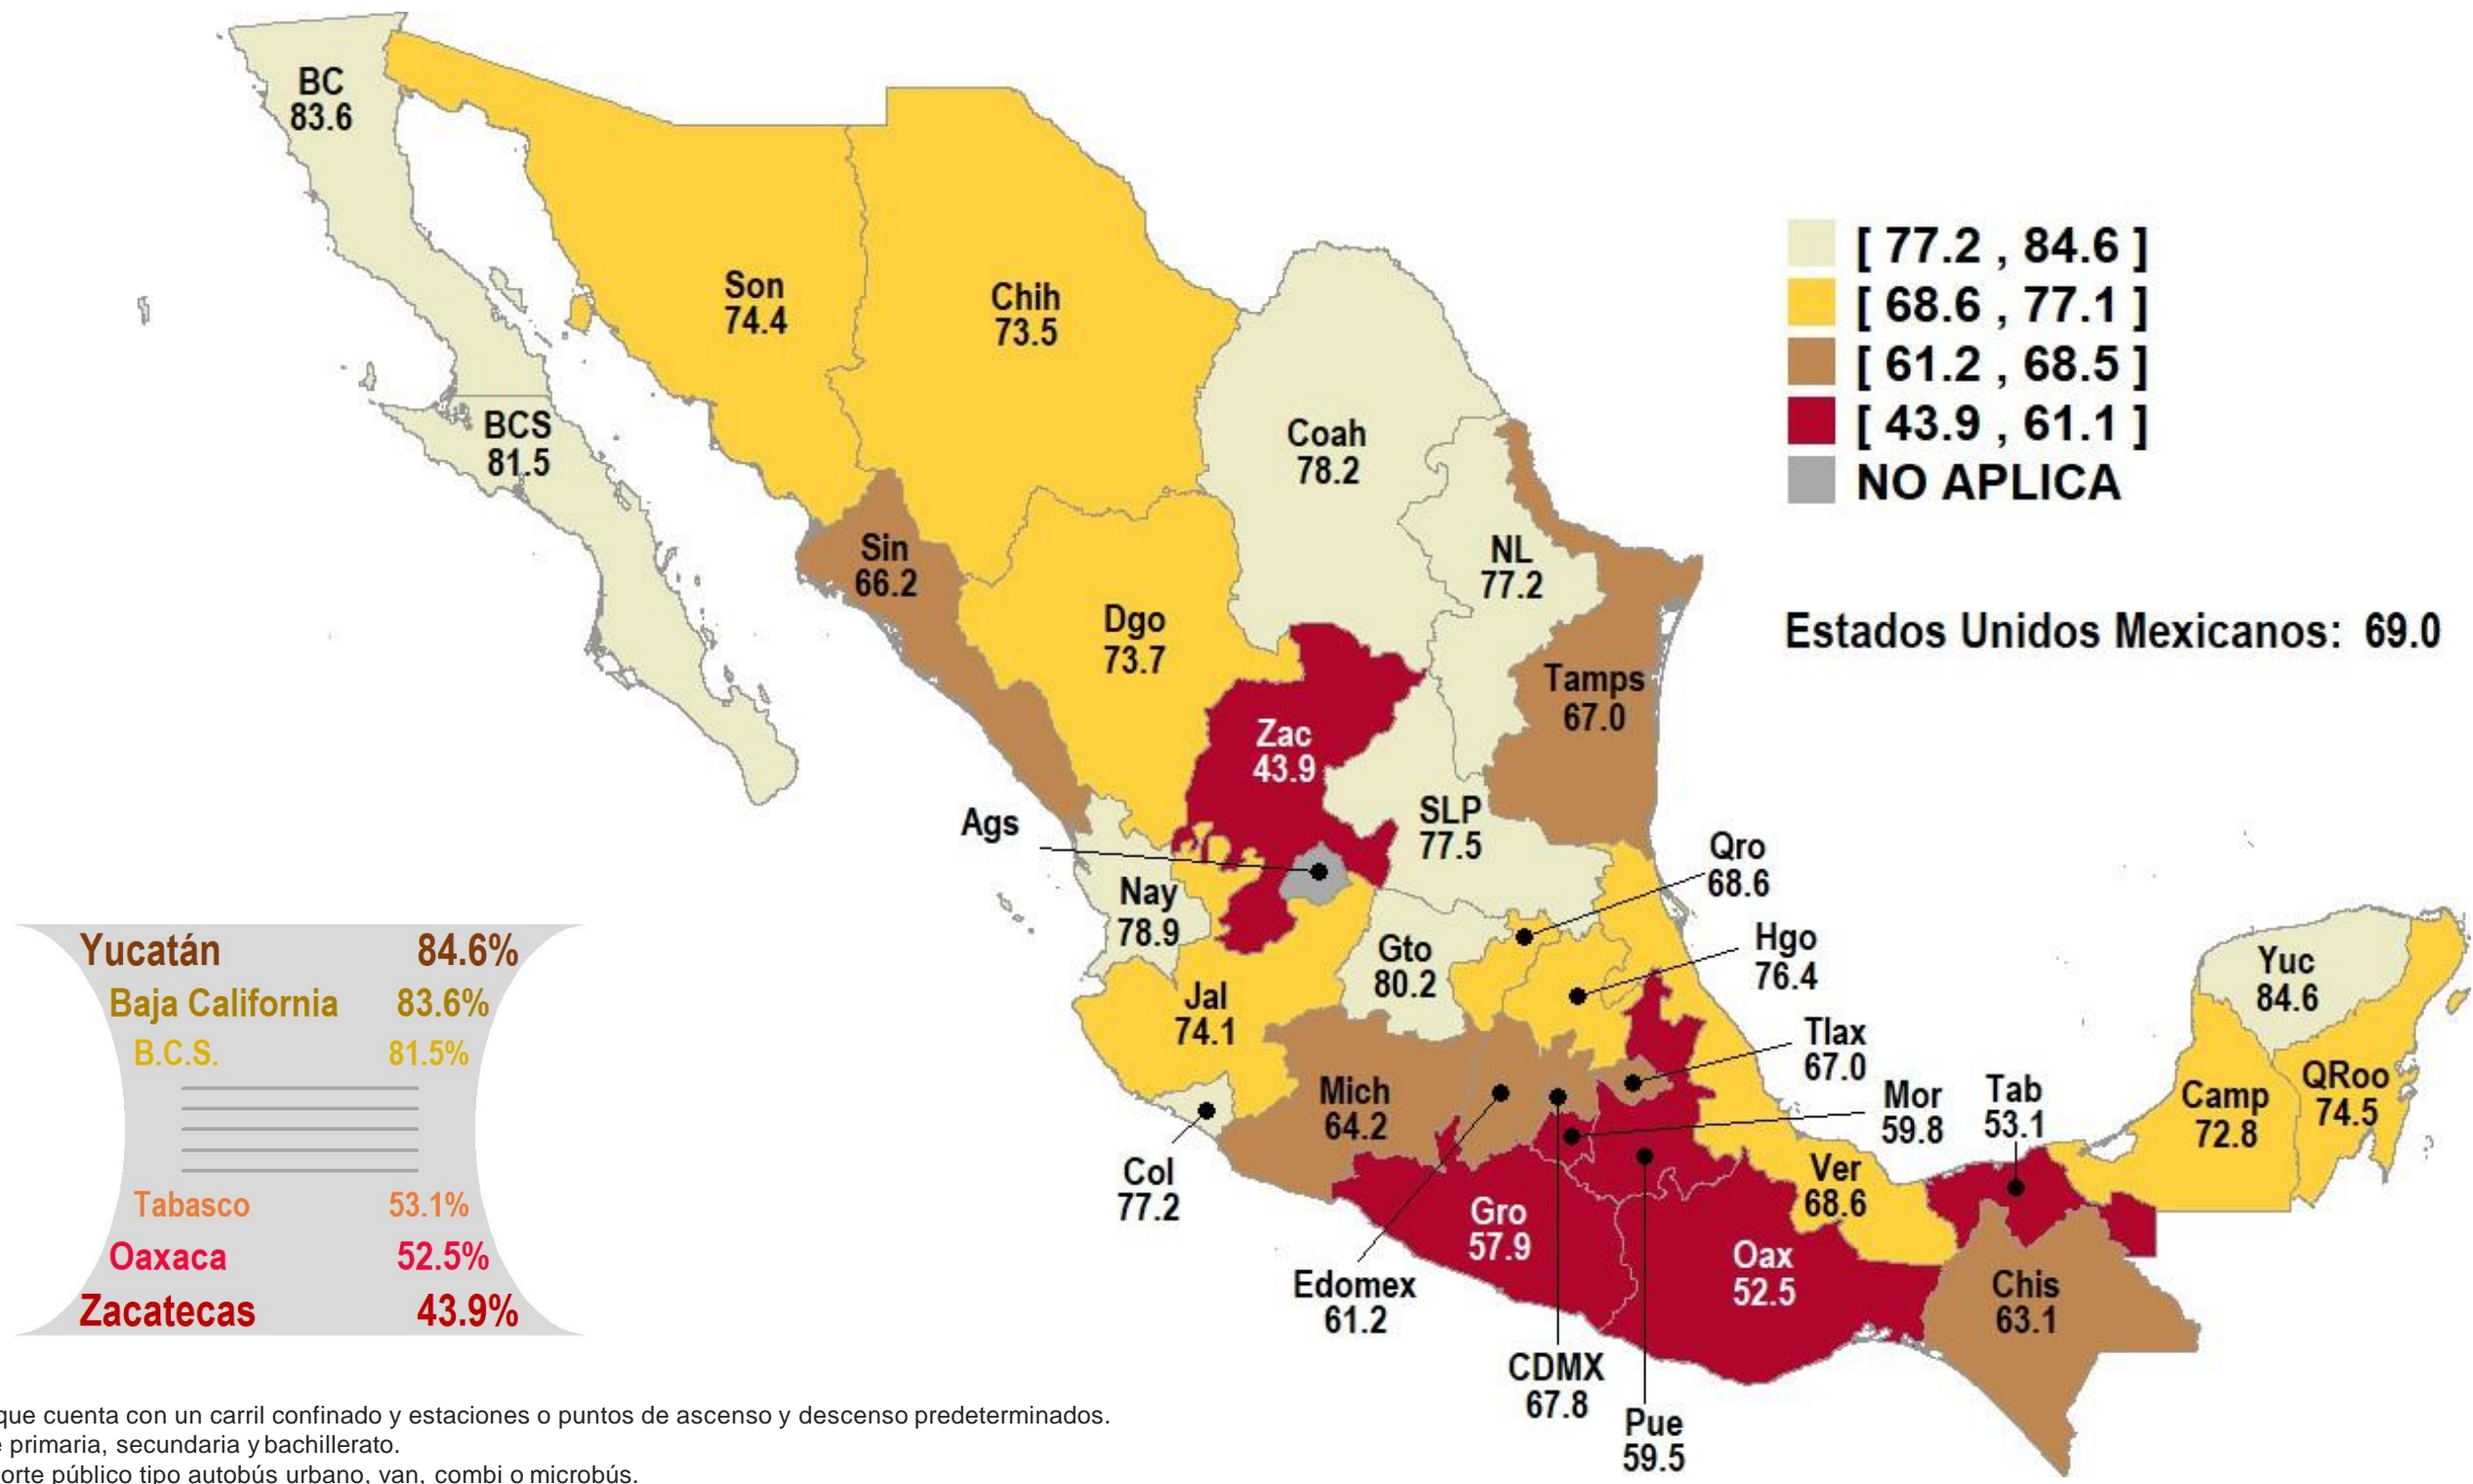 BC
83.6
Son
74.4
Chih
73.5
BCS
81.5
Coah
78.2
Sin
66.2
NL
77.2
Dgo
73.7
Tamps
67.0
Zac
43.9
SLP
77.5
Ags
Nay
78.9
Gto
80.2
Jal
74.1
Qro
68.6
Hgo
76.4
Tlax
67.0
Mor
59.8
Tab
53.1
Yuc
84.6
Camp
72.8
QRoo
74.5
Mich
64.2
Col
77.2
Ver
68.6
Gro
57.9
Oax
52.5
Chis
63.1
Edomex
61.2
CDMX
67.8
Pue
59.5
[ 77.2 , 84.6 ]
[ 68.6 , 77.1 ]
[ 61.2 , 68.5 ]
[ 43.9 , 61.1 ]
NO APLICA
Estados Unidos Mexicanos: 69.0
Yucatán 84.6%
Baja California 83.6%
B.C.S. 81.5%
Tabasco 53.1%
Oaxaca 52.5%
Zacatecas 43.9%
que cuenta con un carril confinado y estaciones o puntos de ascenso y descenso predeterminados.
primaria, secundaria y bachillerato.
orte público tipo autobús urbano, van, combi o microbús.